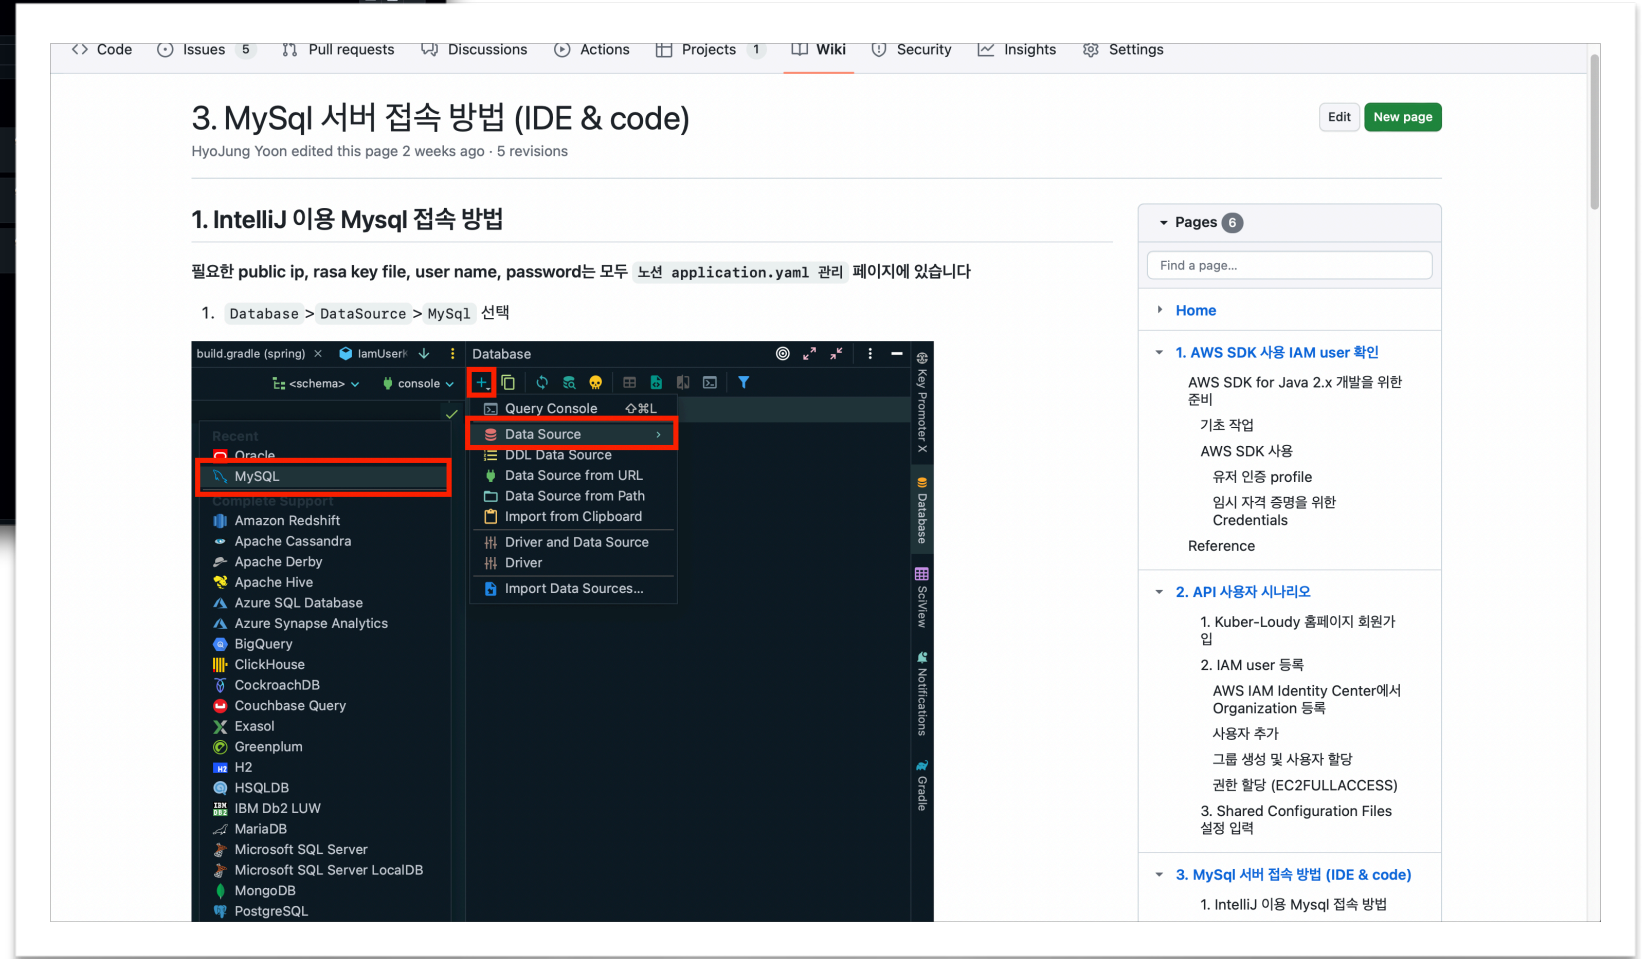 Code Issues 5 Pull requests Discussions Actions Projects 1 Wiki Security Insights Settings
3. MySql 서버 접속 방법 (IDE & code)
Edit New page
HyoJung Yoon edited this page 2 weeks ago · 5 revisions
1. IntelliJ 이용 Mysql 접속 방법
필요한 public ip, rasa key file, user name, password는 모두 노션 application.yaml 관리 페이지에 있습니다
1. Database > DataSource > MySql 선택
build.gradle (spring) IamUser Database
<schema> console
Query Console ⇧⌘L
Data Source
DDL Data Source
Data Source from URL
Data Source from Path
Import from Clipboard
Driver and Data Source
Driver
Import Data Sources...
Recent
Oracle
MySQL
Complete Support
Amazon Redshift
Apache Cassandra
Apache Derby
Apache Hive
Azure SQL Database
Azure Synapse Analytics
BigQuery
ClickHouse
CockroachDB
Couchbase Query
Exasol
Greenplum
H2
HSQLDB
IBM Db2 LUW
MariaDB
Microsoft SQL Server
Microsoft SQL Server LocalDB
MongoDB
PostgreSQL
Key Promoter X
Database
SciView
Notifications
Gradle
Pages 6
Find a page...
Home
1. AWS SDK 사용 IAM user 확인
AWS SDK for Java 2.x 개발을 위한
준비
기초 작업
AWS SDK 사용
유저 인증 profile
임시 자격 증명을 위한
Credentials
Reference
2. API 사용자 시나리오
1. Kuber-Loudy 홈페이지 회원가
입
2. IAM user 등록
AWS IAM Identity Center에서
Organization 등록
사용자 추가
그룹 생성 및 사용자 할당
권한 할당 (EC2FULLACCESS)
3. Shared Configuration Files
설정 입력
3. MySql 서버 접속 방법 (IDE & code)
1. IntelliJ 이용 Mysql 접속 방법